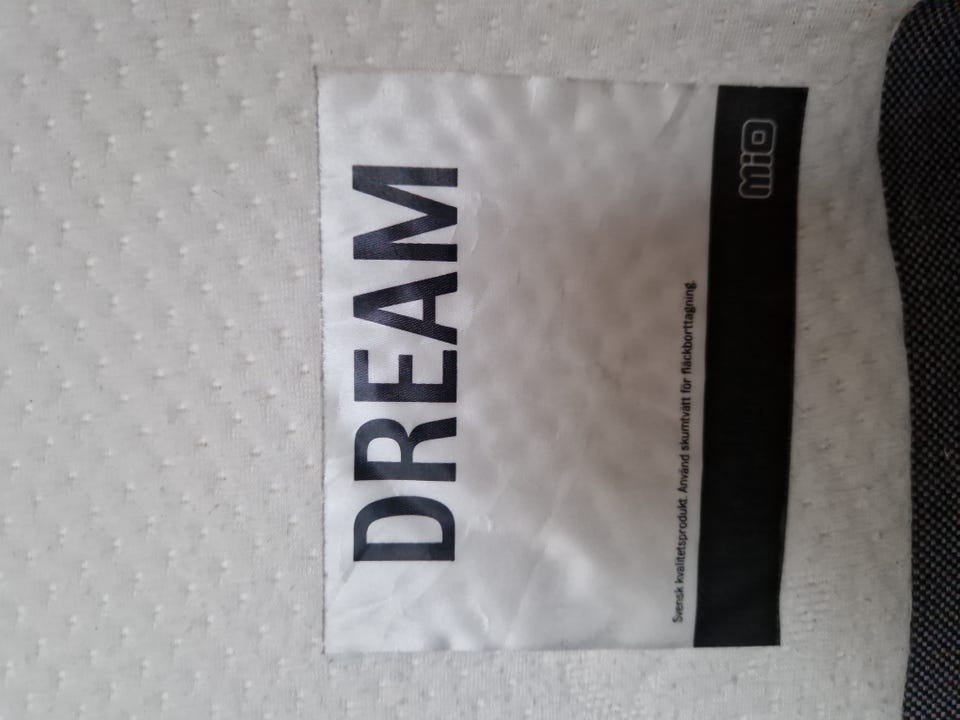 DREAM
Svensk kvalitetsprodukt. Använd skumtvätt för fläckborttagning.
mio